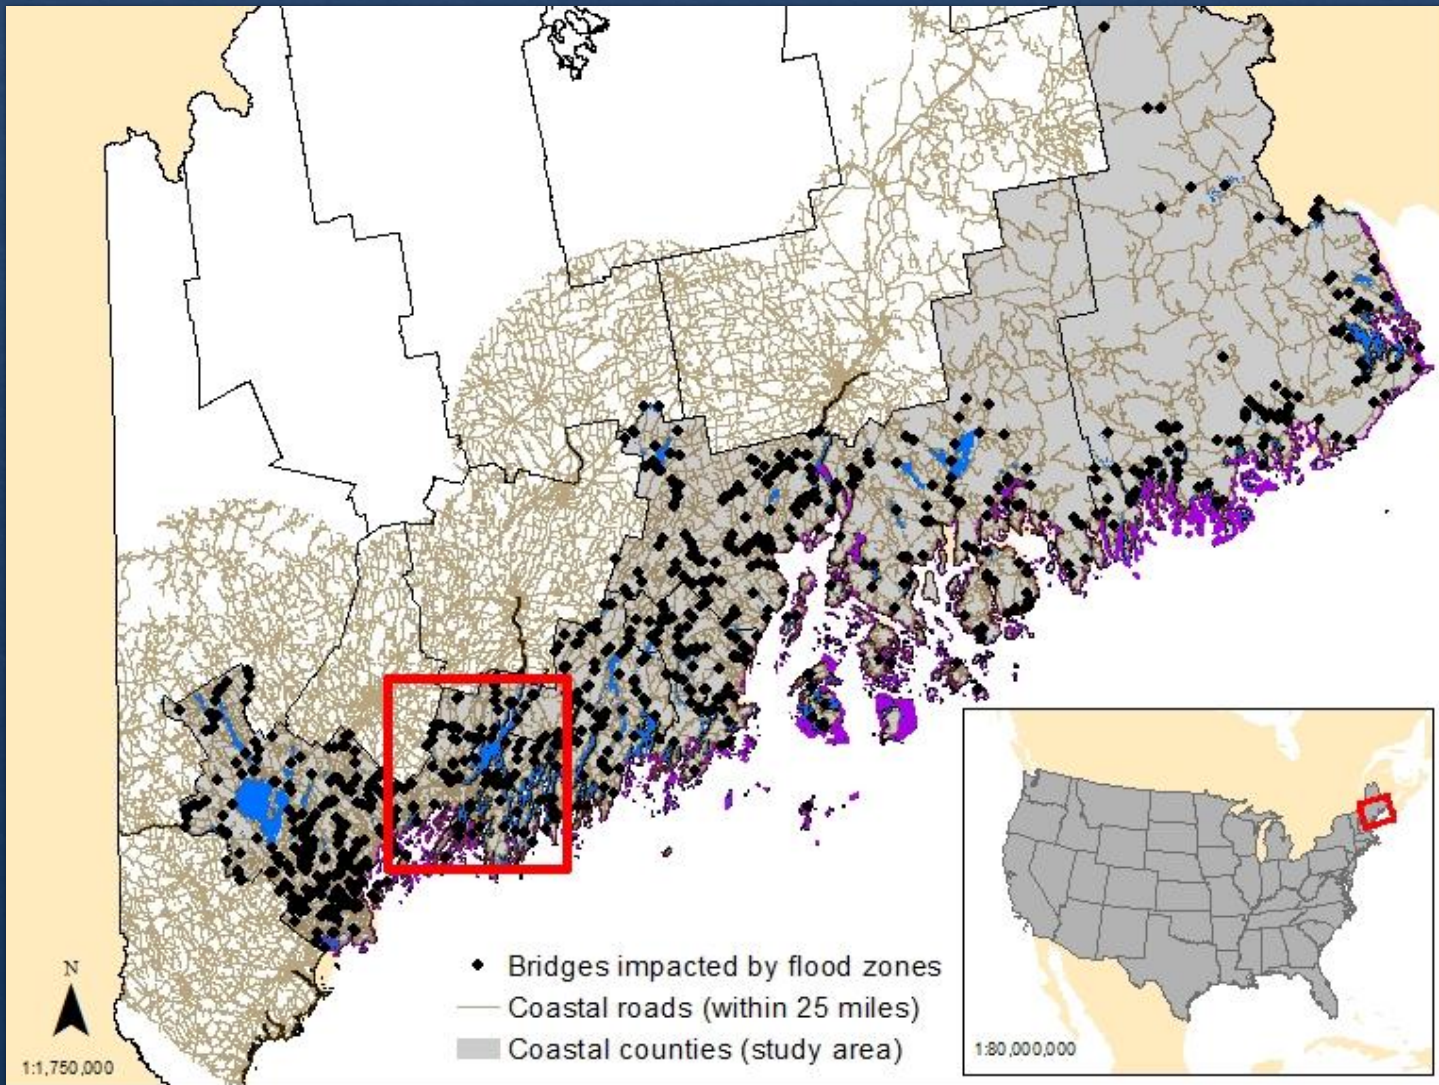 N
1:1,750,000
Bridges impacted by flood zones
Coastal roads (within 25 miles)
Coastal counties (study area)
1:80,000,000